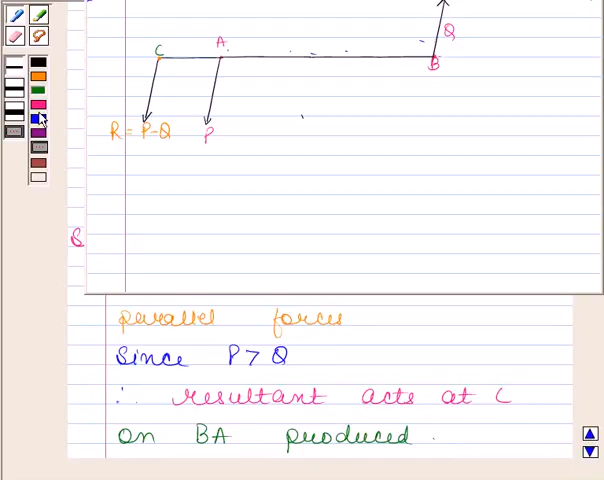 Q
C A B
R = P-Q P
S
parallel forces
Since P > Q
∴ resultant acts at C
on BA produced.